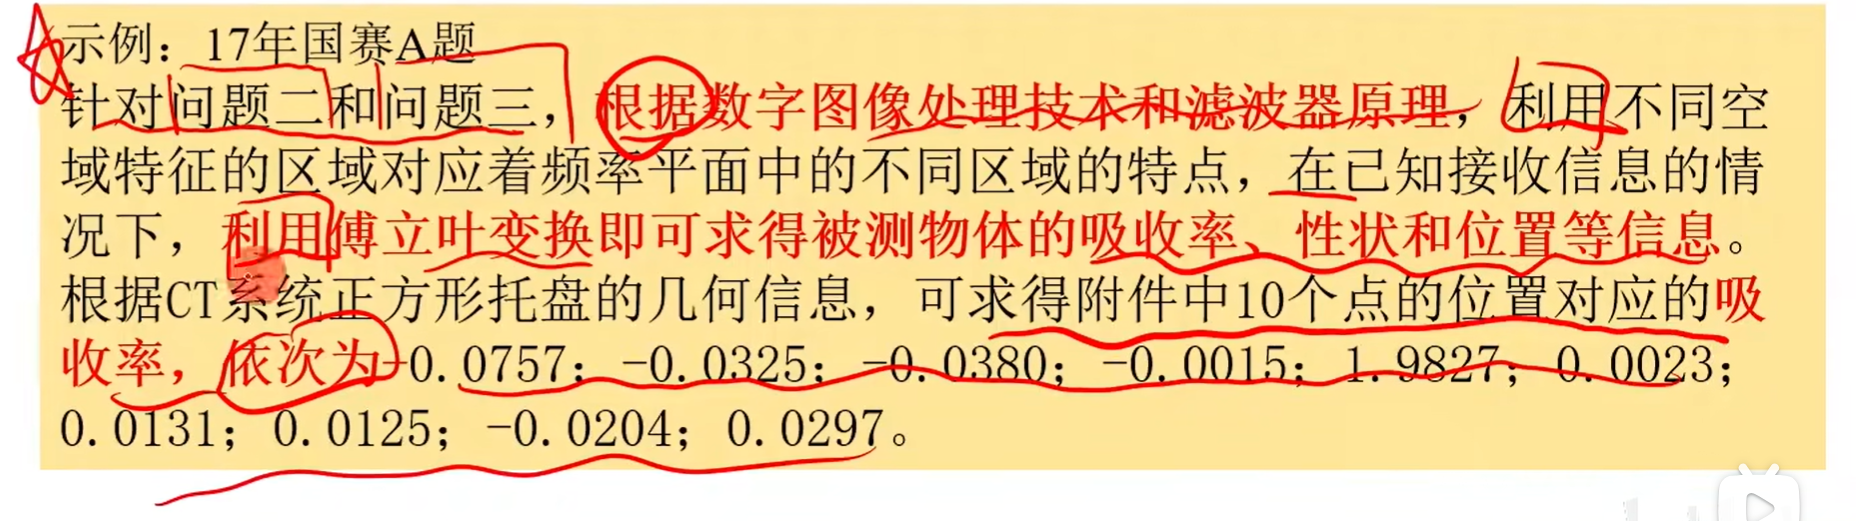 示例：17年国赛A题
针对问题二和问题三，根据数字图像处理技术和滤波器原理，利用不同空
域特征的区域对应着频率平面中的不同区域的特点，在已知接收信息的情
况下，利用傅立叶变换即可求得被测物体的吸收率、性状和位置等信息。
根据CT系统正方形托盘的几何信息，可求得附件中10个点的位置对应的吸
收率，依次为-0.0757；-0.0325；-0.0380；-0.0015；1.9827；0.0023；
0.0131；0.0125；-0.0204；0.0297。